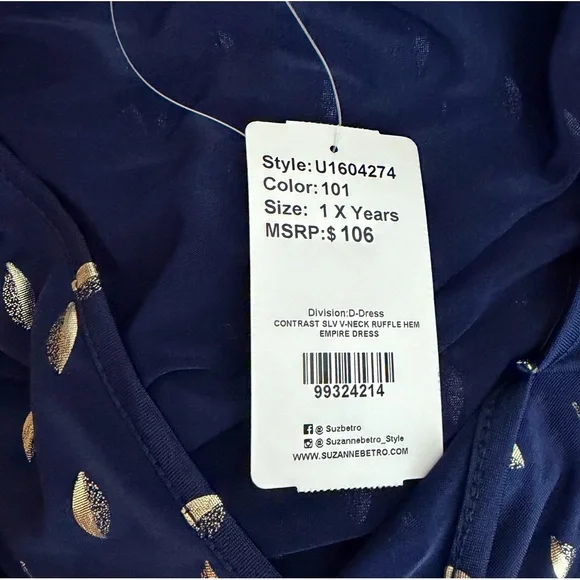 Style: U1604274
Color: 101
Size: 1 X Years
MSRP:$ 106
Division:D-Dress
CONTRAST SLV V-NECK RUFFLE HEM
EMPIRE DRESS
99324214
@ Suzbetro
@ Suzannebetro_Style
WWW.SUZANNEBETRO.COM